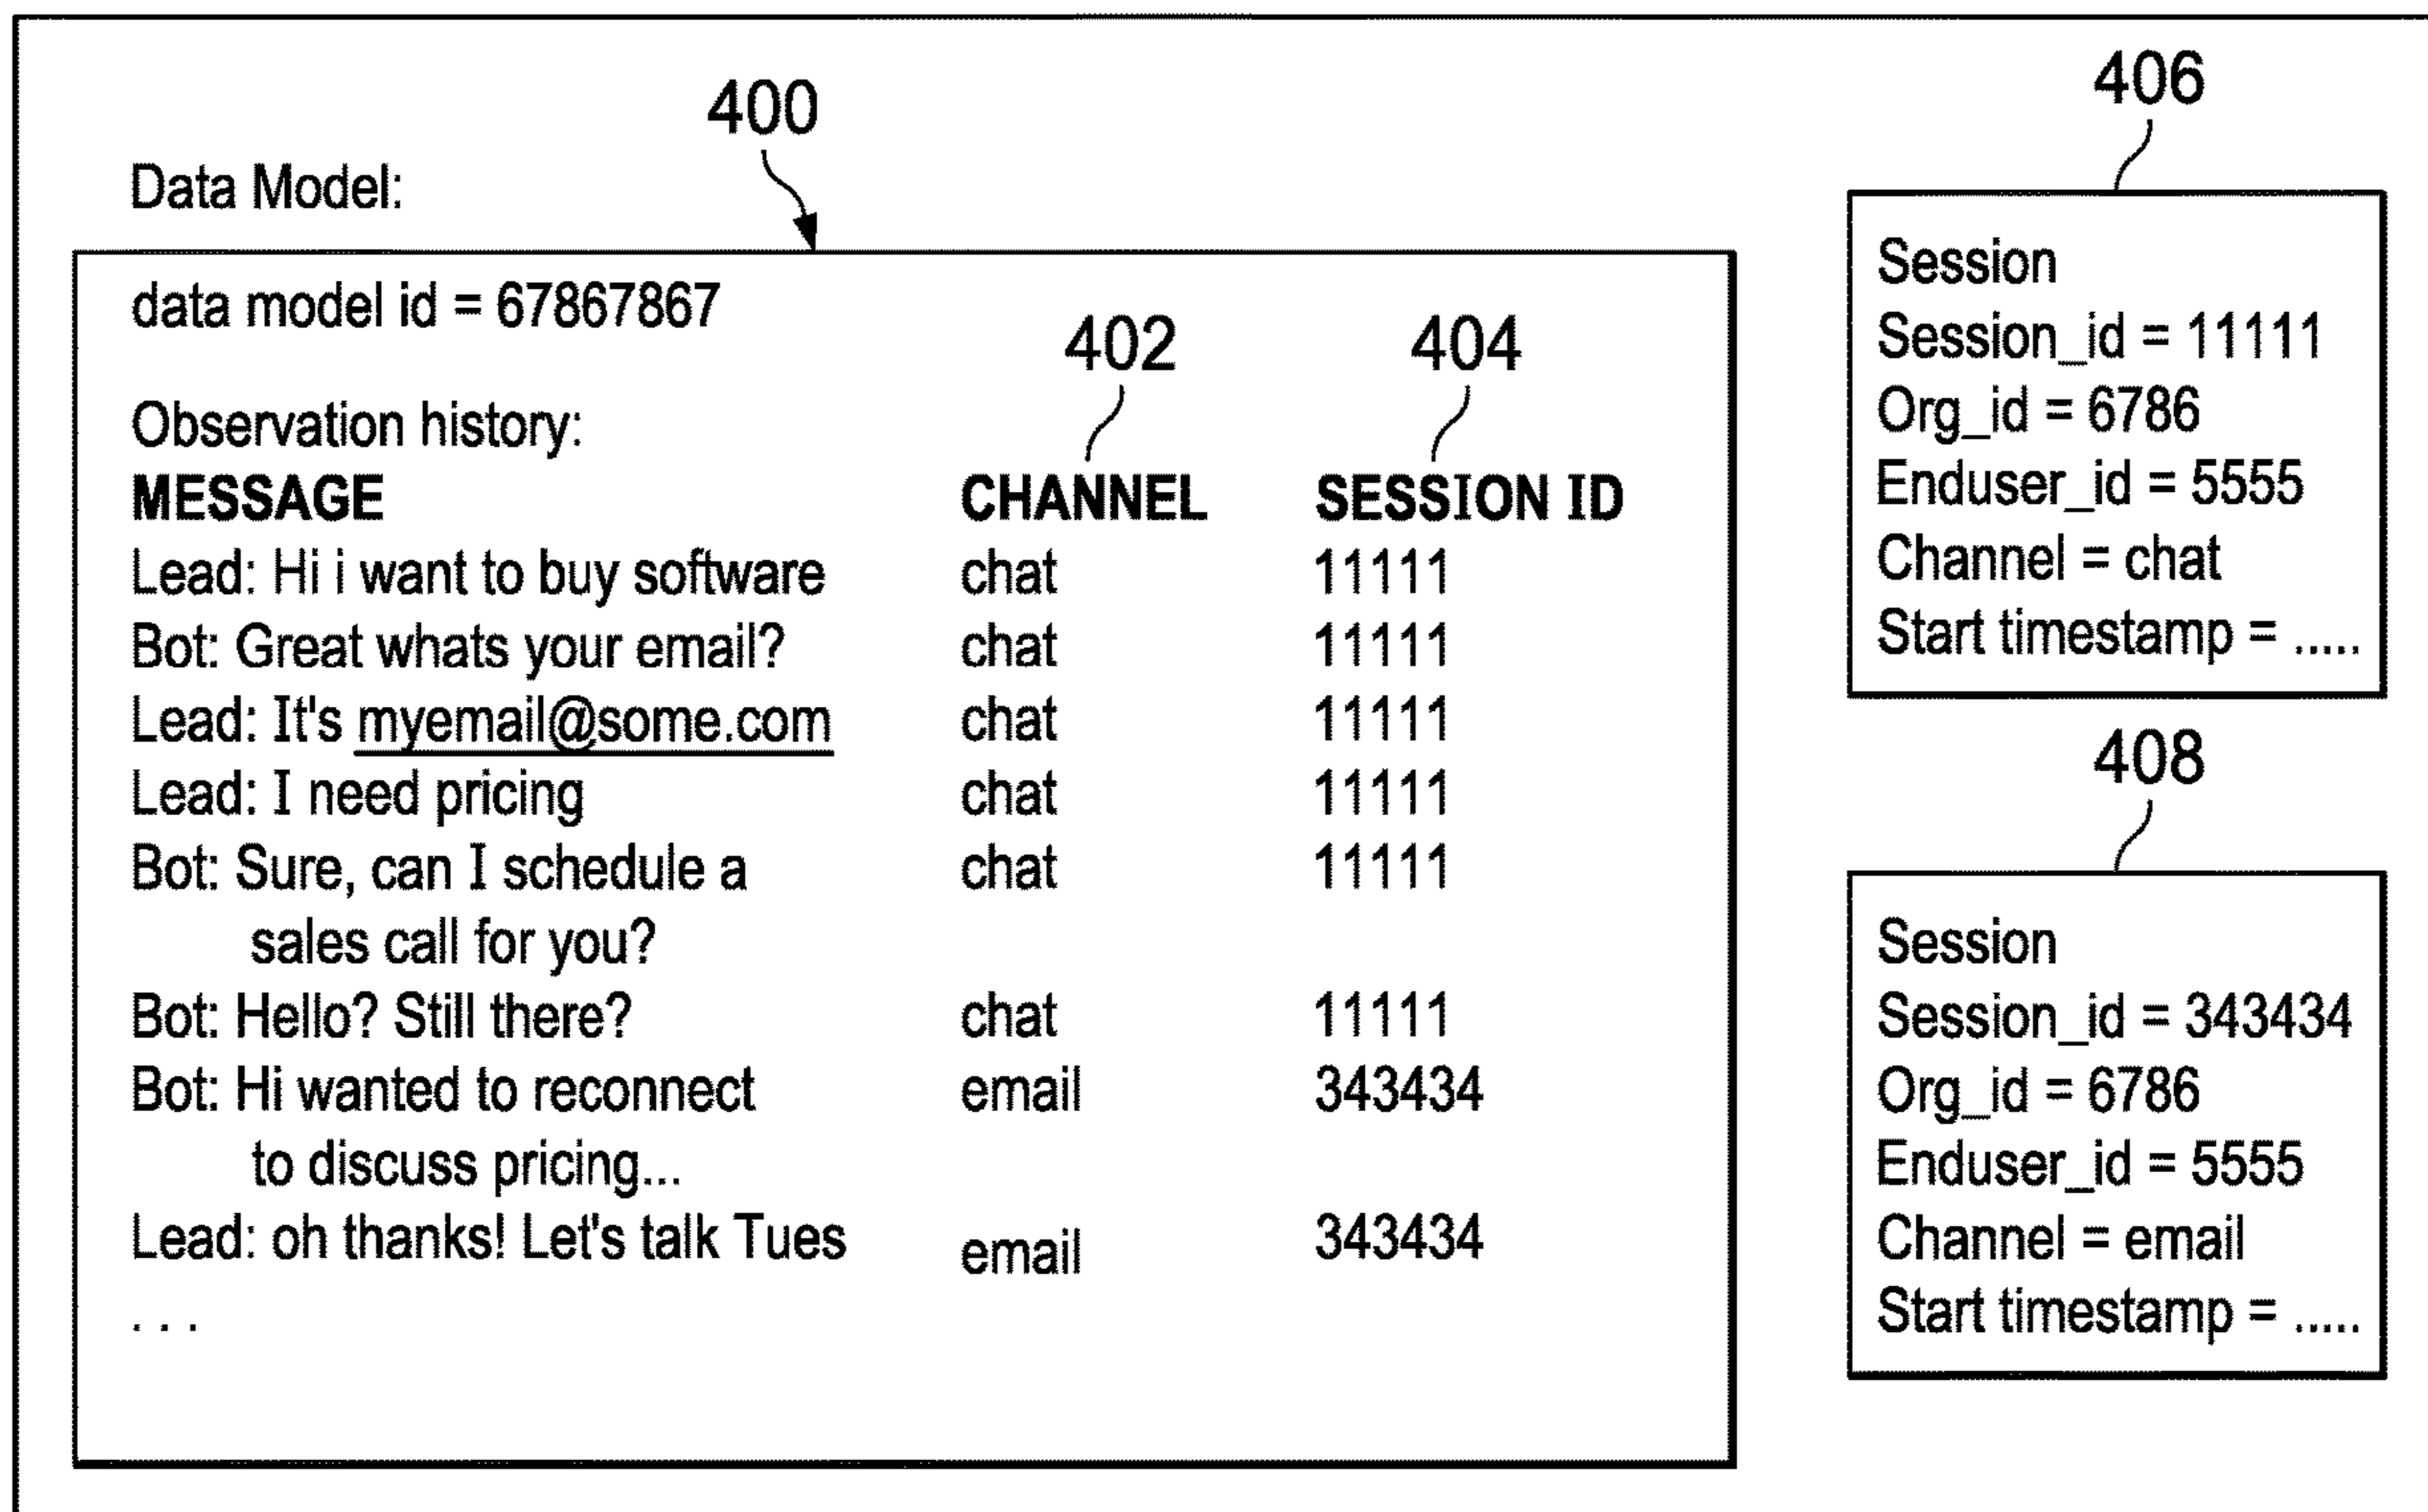 400
Data Model:
data model id = 67867867
402 404
Observation history:
MESSAGE CHANNEL SESSION ID
Lead: Hi i want to buy software chat 11111
Bot: Great whats your email? chat 11111
Lead: It's myemail@some.com chat 11111
Lead: I need pricing chat 11111
Bot: Sure, can I schedule a chat 11111
sales call for you?
Bot: Hello? Still there? chat 11111
Bot: Hi wanted to reconnect email 343434
to discuss pricing...
Lead: oh thanks! Let's talk Tues email 343434
. . .
406
Session
Session_id = 11111
Org_id = 6786
Enduser_id = 5555
Channel = chat
Start timestamp = .....
408
Session
Session_id = 343434
Org_id = 6786
Enduser_id = 5555
Channel = email
Start timestamp = .....